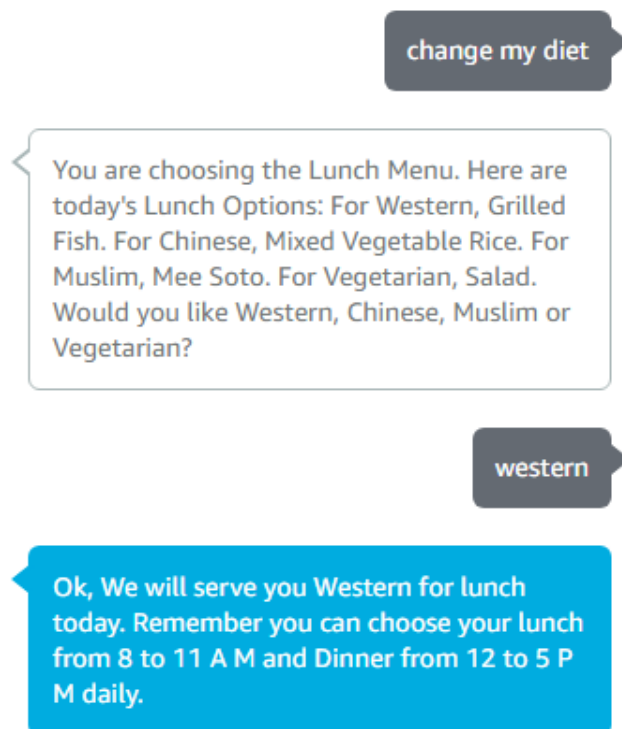 change my diet
You are choosing the Lunch Menu. Here are
today's Lunch Options: For Western, Grilled
Fish. For Chinese, Mixed Vegetable Rice. For
Muslim, Mee Soto. For Vegetarian, Salad.
Would you like Western, Chinese, Muslim or
Vegetarian?
western
Ok, We will serve you Western for lunch
today. Remember you can choose your lunch
from 8 to 11 A M and Dinner from 12 to 5 P
M daily.